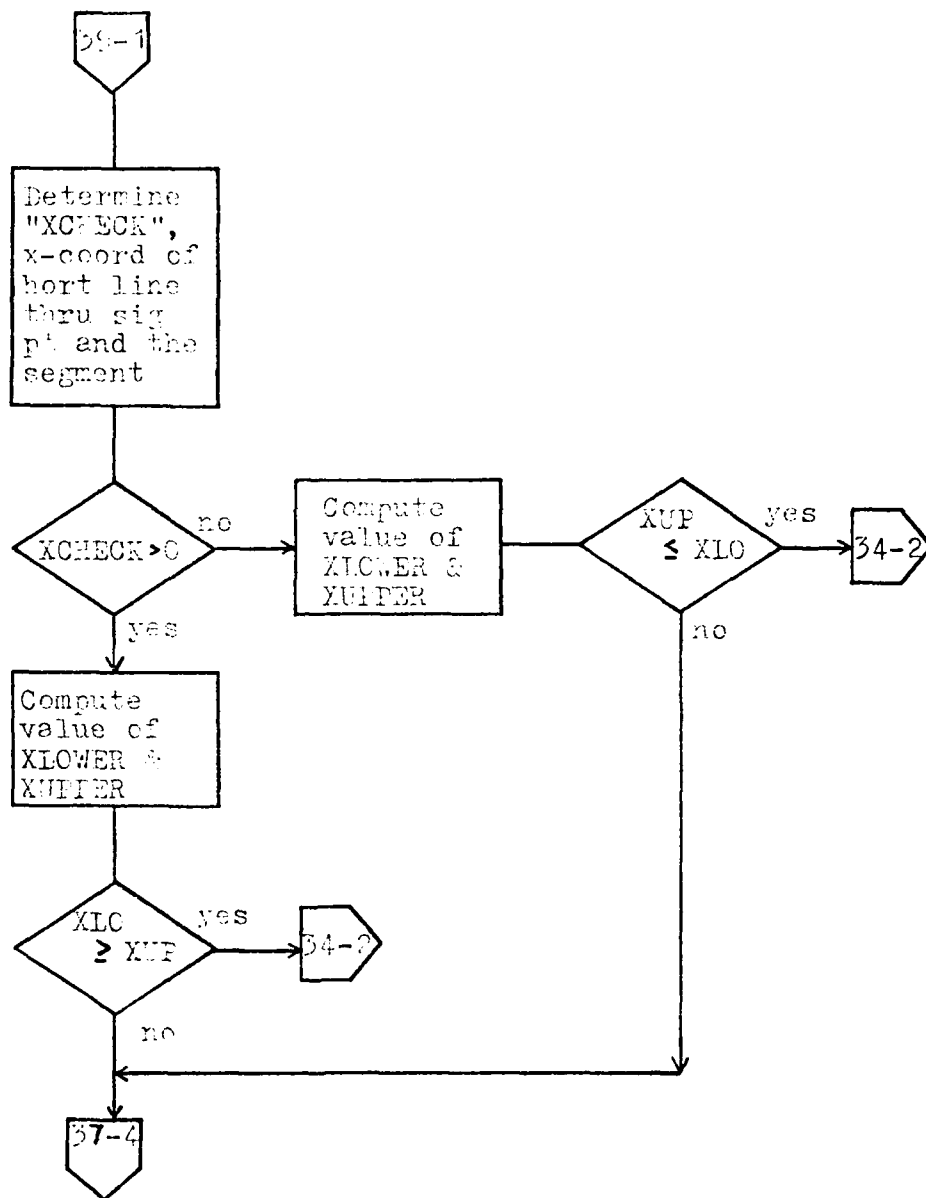 Determine
"XCHECK",
x-coord of
hort line
thru sig
pt and the
segment
XCHECK>0
no
Compute
value of
XLOWER &
XUPPER
XUP
≤ XLO
yes
34-2
no
yes
Compute
value of
XLOWER &
XUPPER
XLO
≥ XUP
yes
34-2
no
37-4